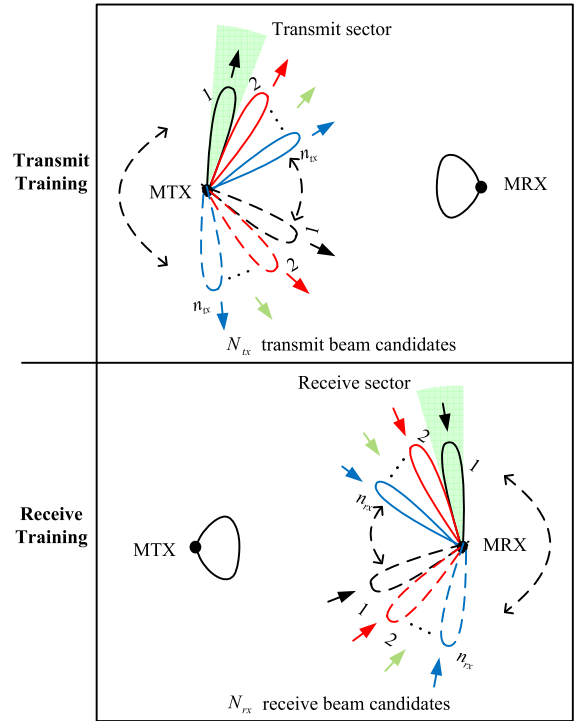 Transmit sector
1
2
n_tx
Transmit
Training
MTX
MRX
1
2
n_tx
N_tx transmit beam candidates
Receive sector
2
1
n_rx
Receive
Training
MTX
MRX
1
2
n_rx
N_rx receive beam candidates